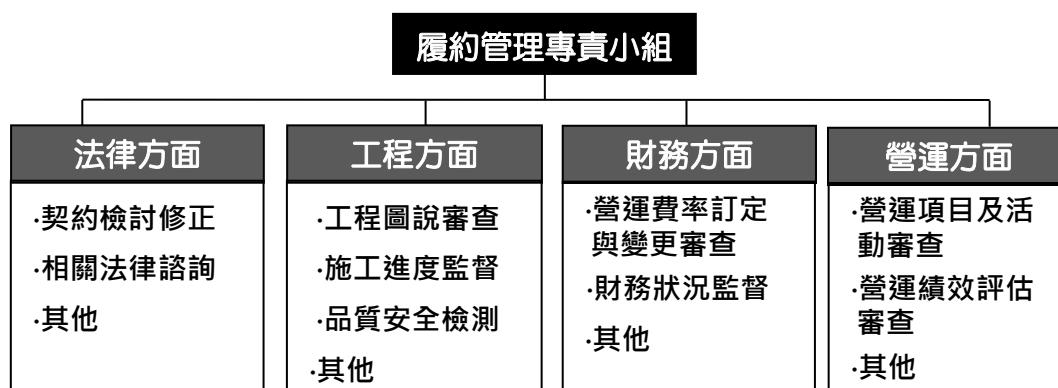 履約管理專責小組
法律方面
·契約檢討修正
·相關法律諮詢
·其他
工程方面
·工程圖說審查
·施工進度監督
·品質安全檢測
·其他
財務方面
·營運費率訂定
與變更審查
·財務狀況監督
·其他
營運方面
·營運項目及活
動審查
·營運績效評估
審查
·其他